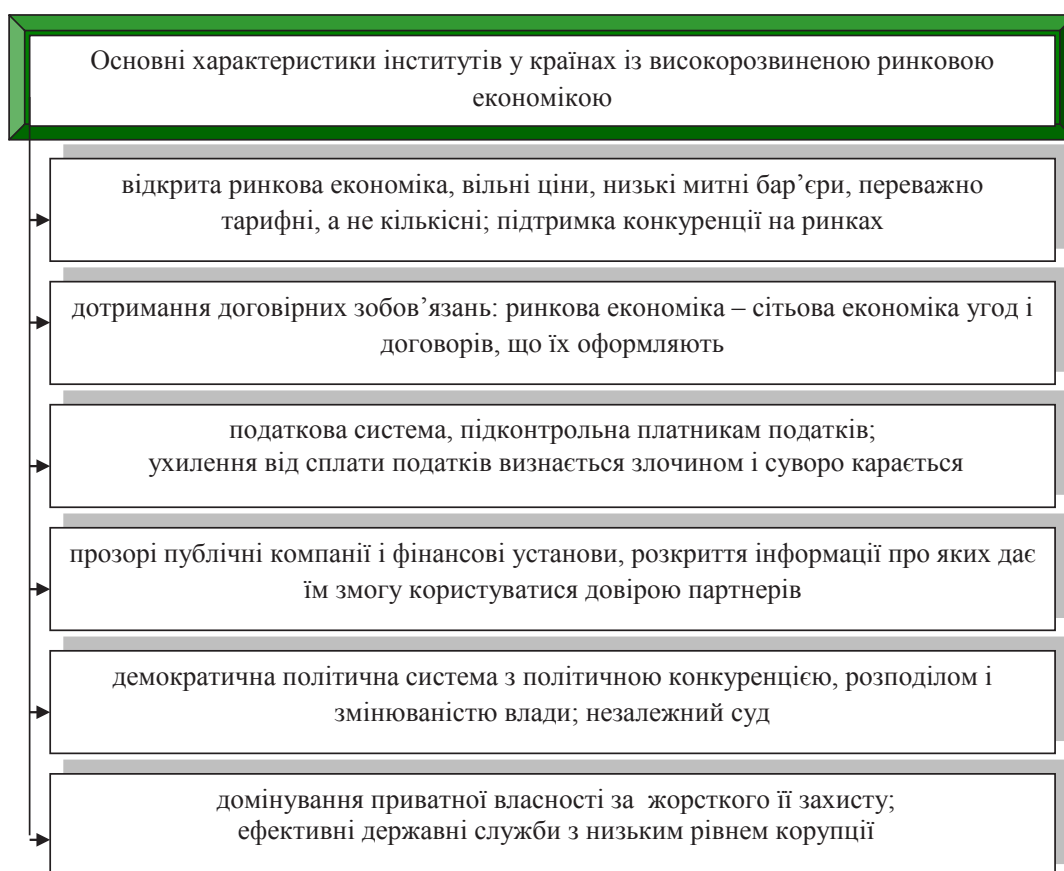 Основні характеристики інститутів у країнах із високорозвиненою ринковою
економікою
відкрита ринкова економіка, вільні ціни, низькі митні бар’єри, переважно
тарифні, а не кількісні; підтримка конкуренції на ринках
дотримання договірних зобов’язань: ринкова економіка – сітьова економіка угод і
договорів, що їх оформляють
податкова система, підконтрольна платникам податків;
ухилення від сплати податків визнається злочином і суворо карається
прозорі публічні компанії і фінансові установи, розкриття інформації про яких дає
їм змогу користуватися довірою партнерів
демократична політична система з політичною конкуренцією, розподілом і
змінюваністю влади; незалежний суд
домінування приватної власності за жорсткого її захисту;
ефективні державні служби з низьким рівнем корупції